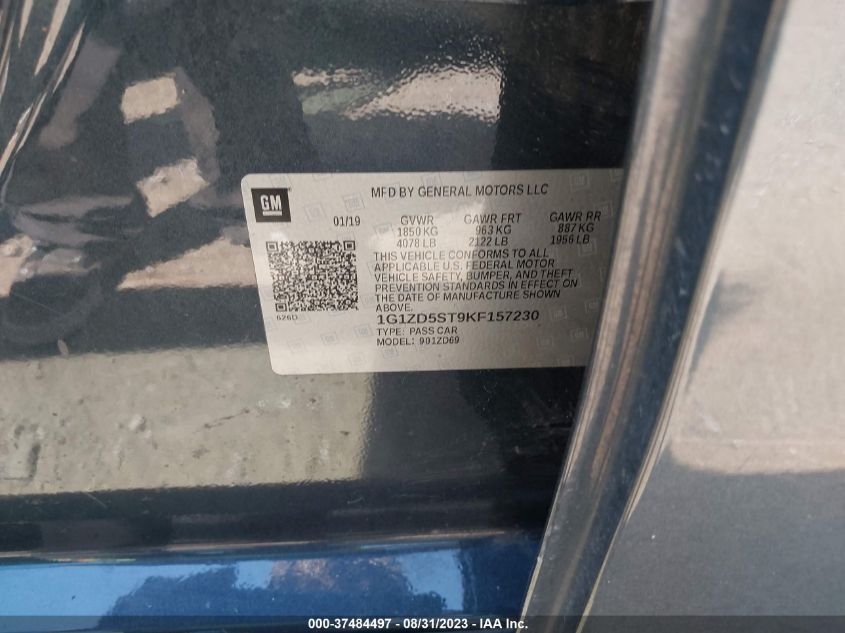 GM
MFD BY GENERAL MOTORS LLC
01/19 GVWR GAWR FRT GAWR RR
1850 KG 963 KG 887 KG
4078 LB 2122 LB 1956 LB
THIS VEHICLE CONFORMS TO ALL
APPLICABLE U.S. FEDERAL MOTOR
VEHICLE SAFETY, BUMPER, AND THEFT
PREVENTION STANDARDS IN EFFECT ON
THE DATE OF MANUFACTURE SHOWN
ABOVE.
1G1ZD5ST9KF157230
TYPE: PASS CAR
MODEL: 901ZD69
000-37484497 - 08/31/2023 - IAA Inc.